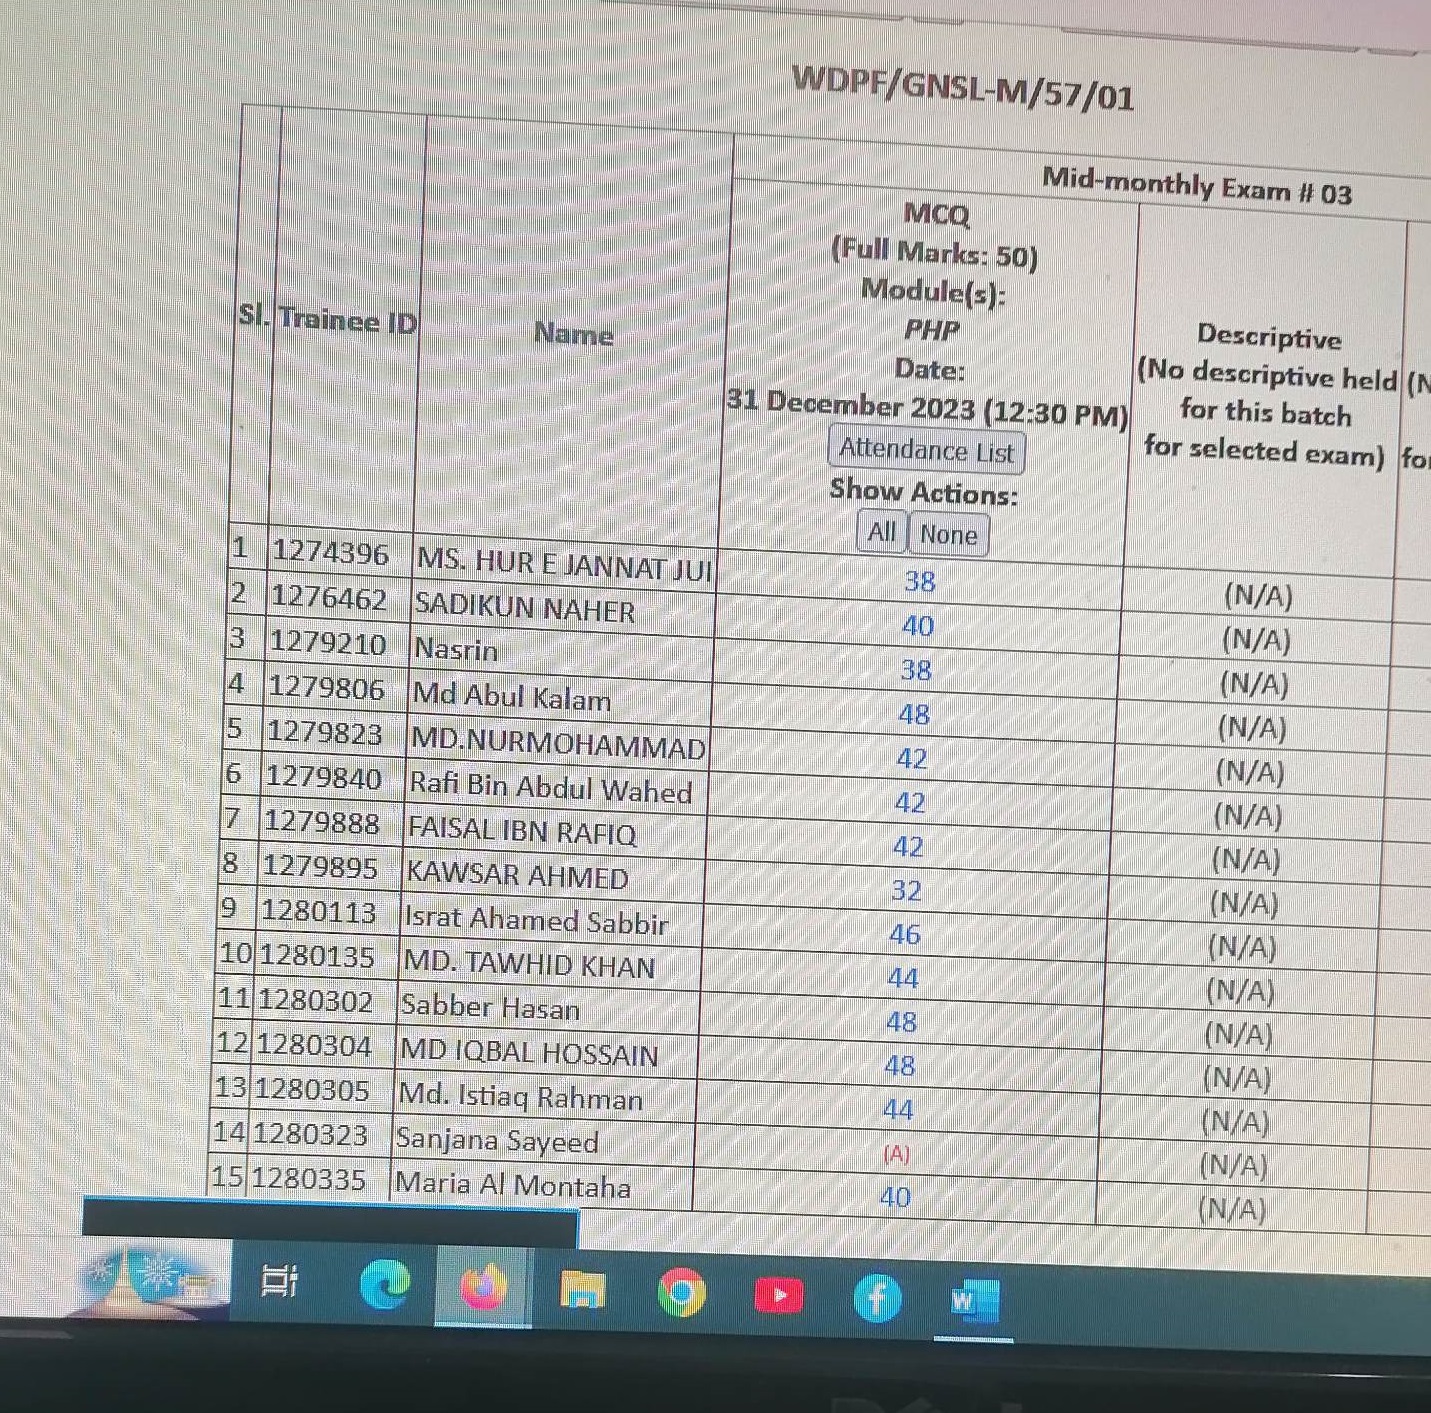 WDPF/GNSL-M/57/01
Mid-monthly Exam # 03
Sl. Trainee ID Name
MCQ
(Full Marks: 50)
Module(s):
PHP
Date:
31 December 2023 (12:30 PM)
Attendance List
Show Actions:
All None
Descriptive
(No descriptive held
for this batch
for selected exam)
(N
for
1 1274396 MS. HUR E JANNAT JUI 38 (N/A)
2 1276462 SADIKUN NAHER 40 (N/A)
3 1279210 Nasrin 38 (N/A)
4 1279806 Md Abul Kalam 48 (N/A)
5 1279823 MD.NURMOHAMMAD 42 (N/A)
6 1279840 Rafi Bin Abdul Wahed 42 (N/A)
7 1279888 FAISAL IBN RAFIQ 42 (N/A)
8 1279895 KAWSAR AHMED 32 (N/A)
9 1280113 Israt Ahamed Sabbir 46 (N/A)
10 1280135 MD. TAWHID KHAN 44 (N/A)
11 1280302 Sabber Hasan 48 (N/A)
12 1280304 MD IQBAL HOSSAIN 48 (N/A)
13 1280305 Md. Istiaq Rahman 44 (N/A)
14 1280323 Sanjana Sayeed (A) (N/A)
15 1280335 Maria Al Montaha 40 (N/A)